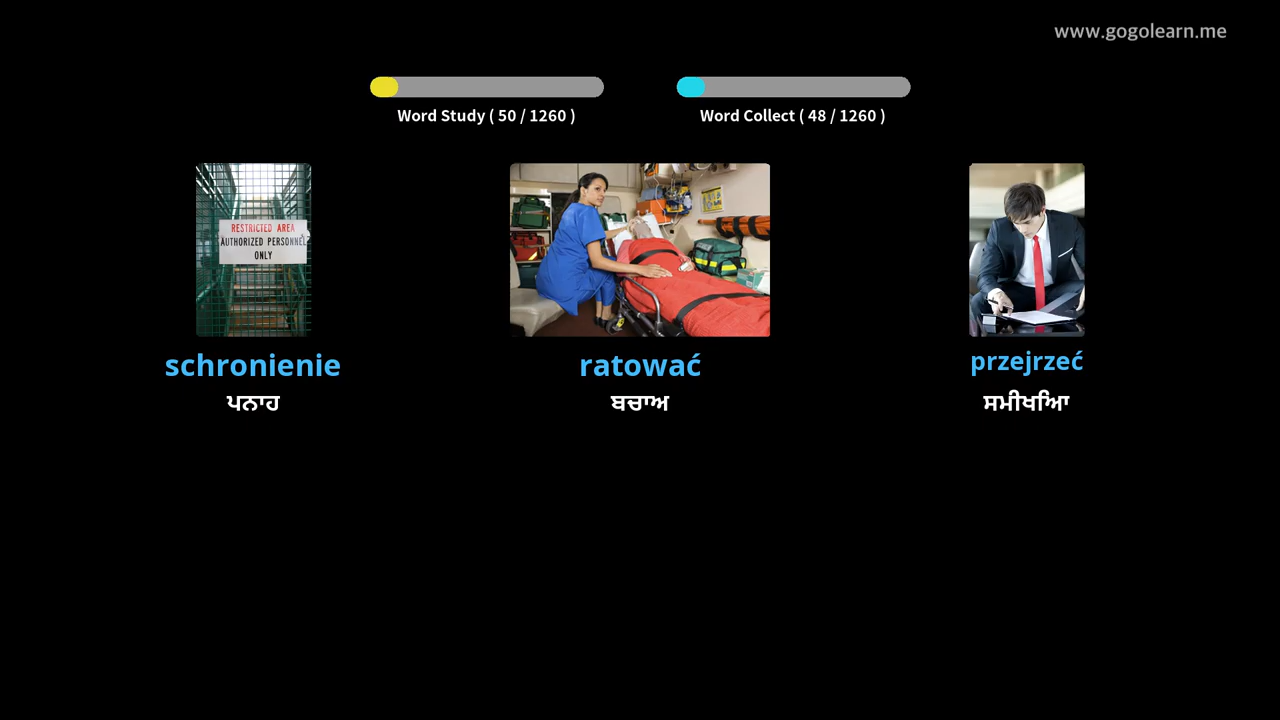 www.gogolearn.me
Word Study ( 50 / 1260 )
Word Collect ( 48 / 1260 )
RESTRICTED AREA
AUTHORIZED PERSONNEL
ONLY
schronienie
ratować
przejrzeć
ਪਨਾਹ
ਬਚਾਅ
ਸਮੀਖਿਆ